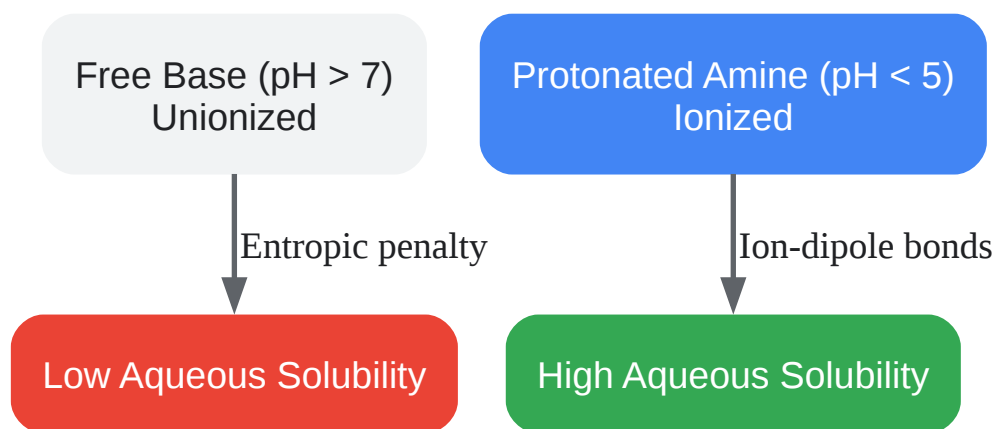 Free Base (pH > 7)
Unionized
Protonated Amine (pH < 5)
Ionized
Entropic penalty
Ion-dipole bonds
Low Aqueous Solubility
High Aqueous Solubility